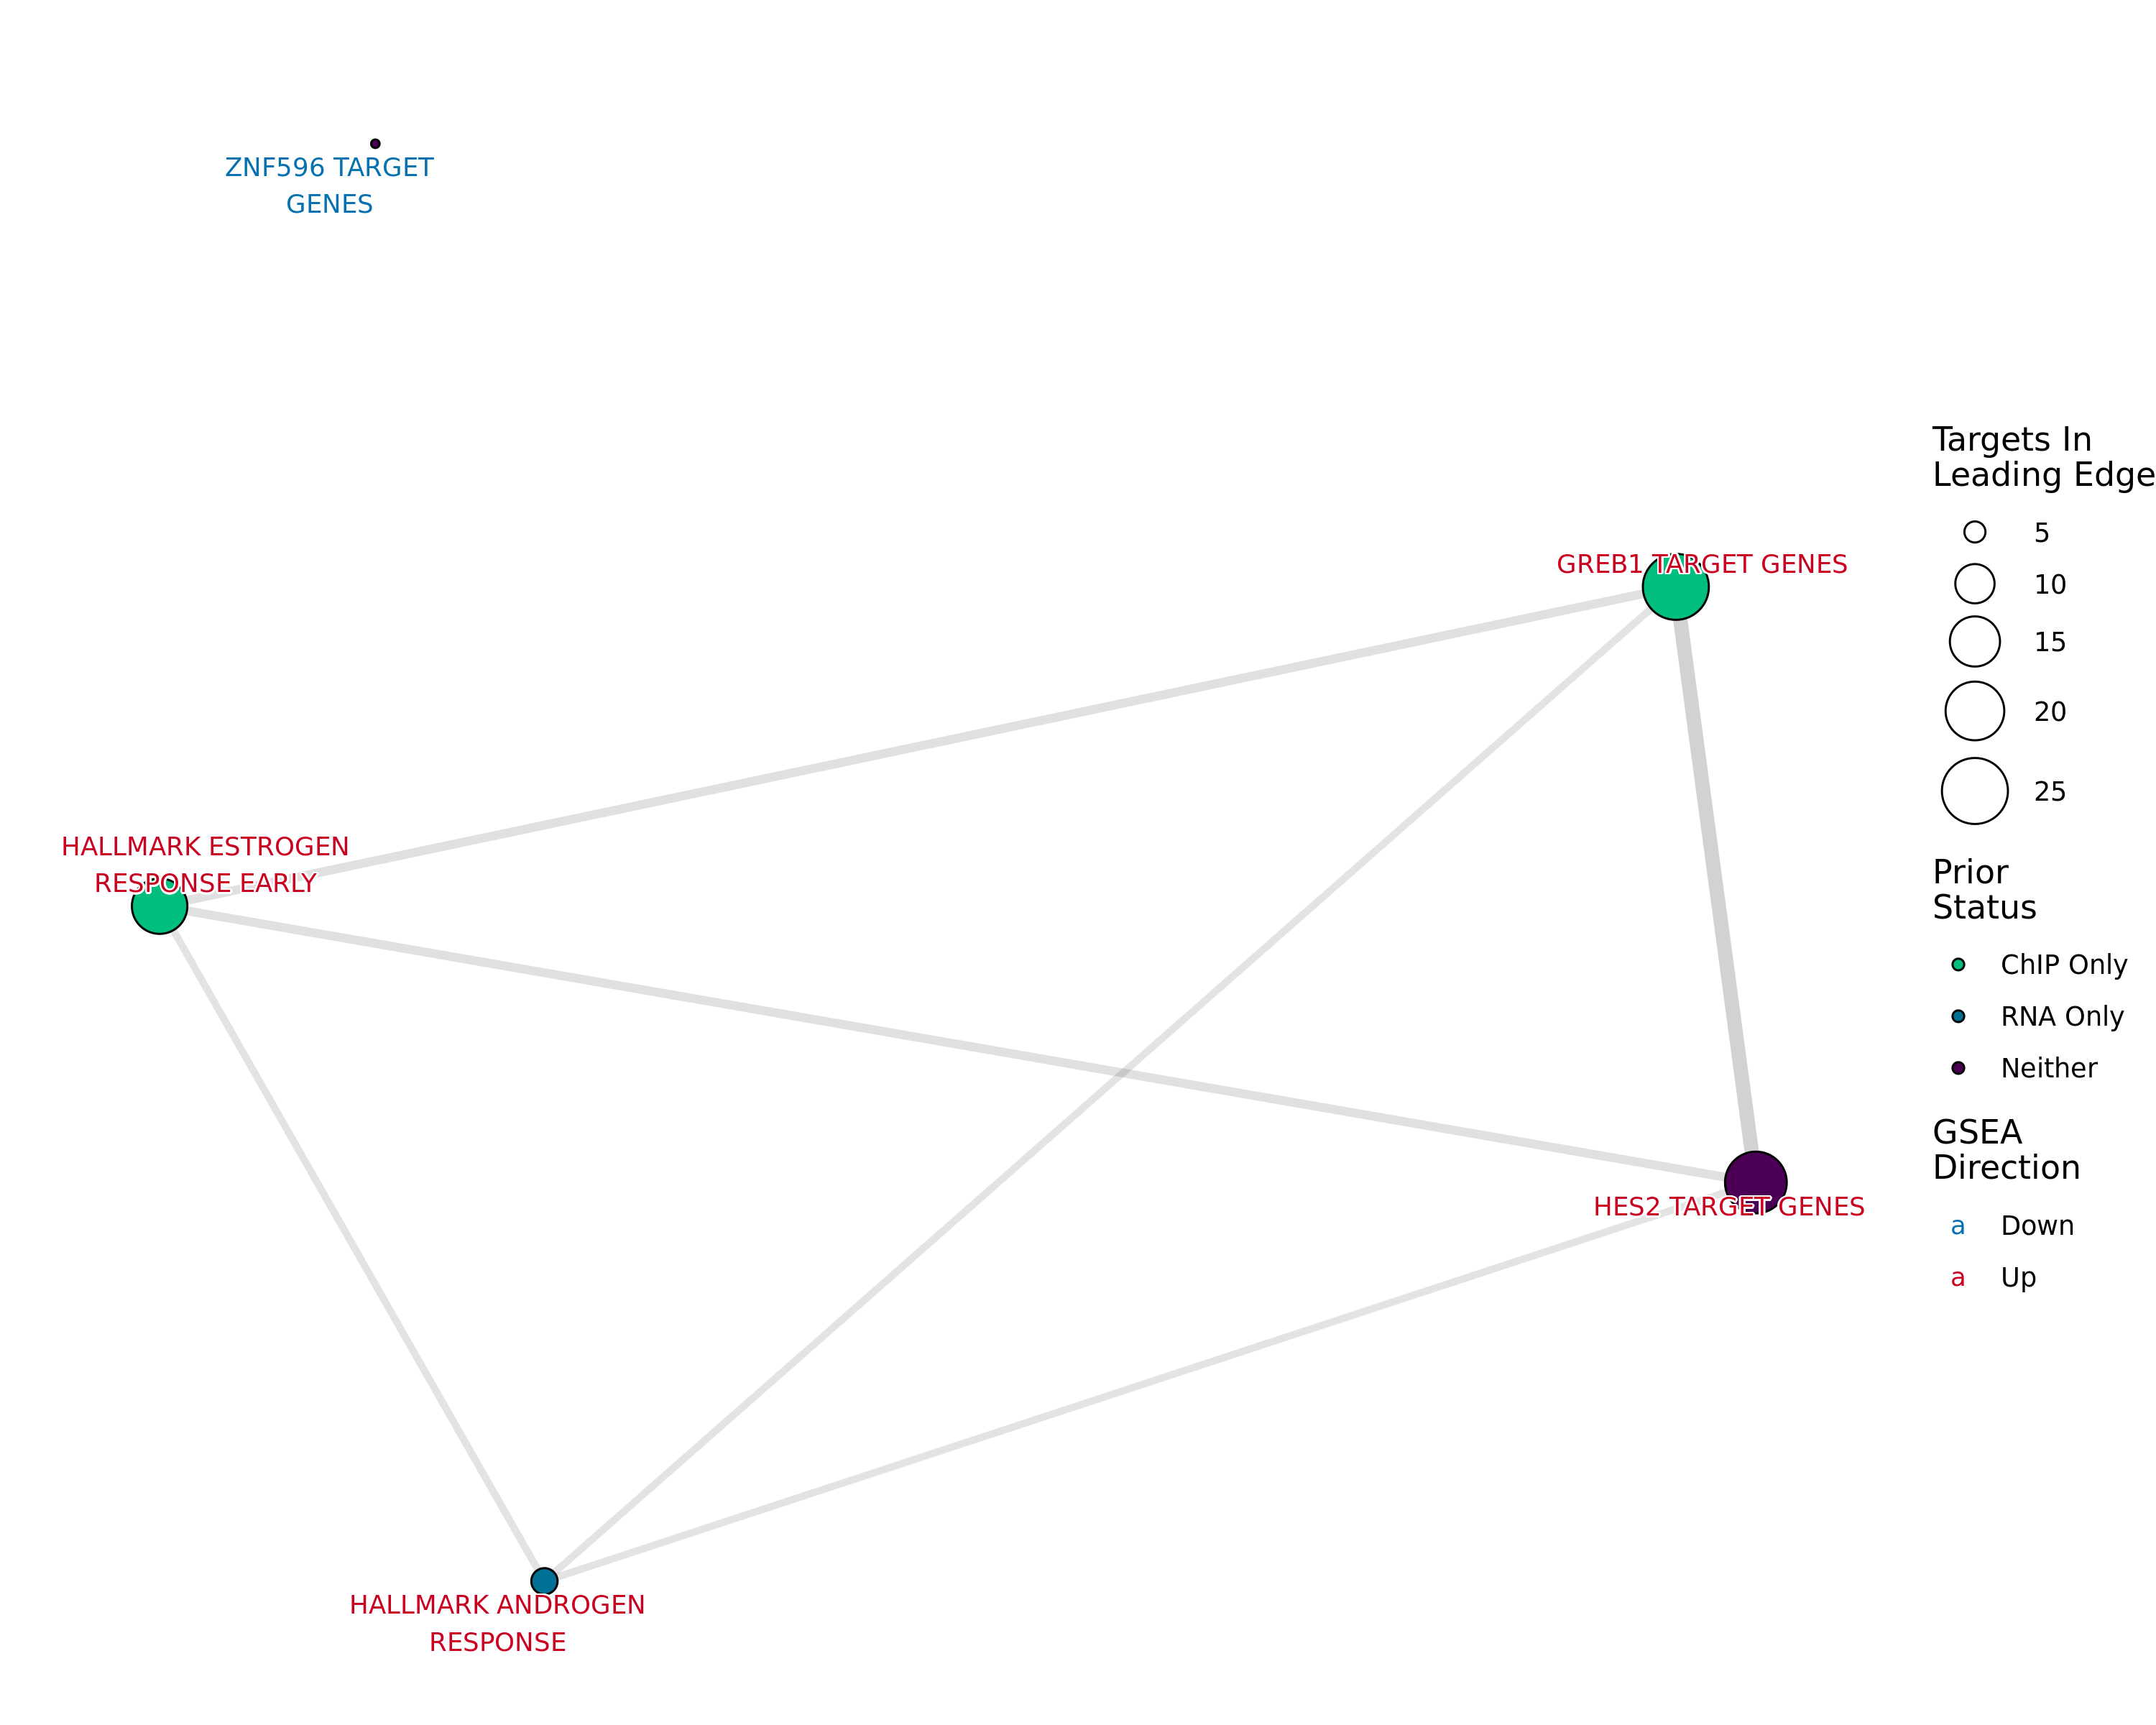 ZNF596 TARGET
GENES
GREB1 TARGET GENES
HALLMARK ESTROGEN
RESPONSE EARLY
HES2 TARGET GENES
HALLMARK ANDROGEN
RESPONSE
Targets In
Leading Edge
5
10
15
20
25
Prior
Status
ChIP Only
RNA Only
Neither
GSEA
Direction
a Down
a Up